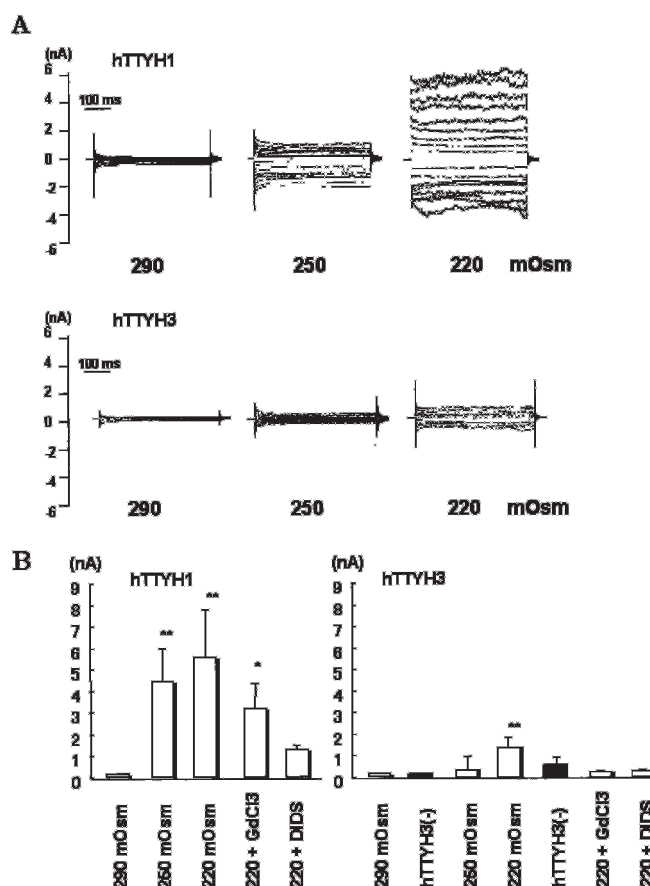 A
(nA)
hTTYH1
6
100 ms
4
2
0
-2
-4
-6
290
250
220 mOsm
(nA)
hTTYH3
6
4
100 ms
2
0
-2
-4
-6
290
250
220 mOsm
B
(nA)
hTTYH1
9
8
7
6
5
4
3
2
1
0
**
**
*
290 mOsm
250 mOsm
220 mOsm
220 + GdCl3
220 + DIDS
(nA)
hTTYH3
9
8
7
6
5
4
3
2
1
0
**
290 mOsm
hTTYH3(-)
250 mOsm
220 mOsm
hTTYH3(-)
220 + GdCl3
220 + DIDS